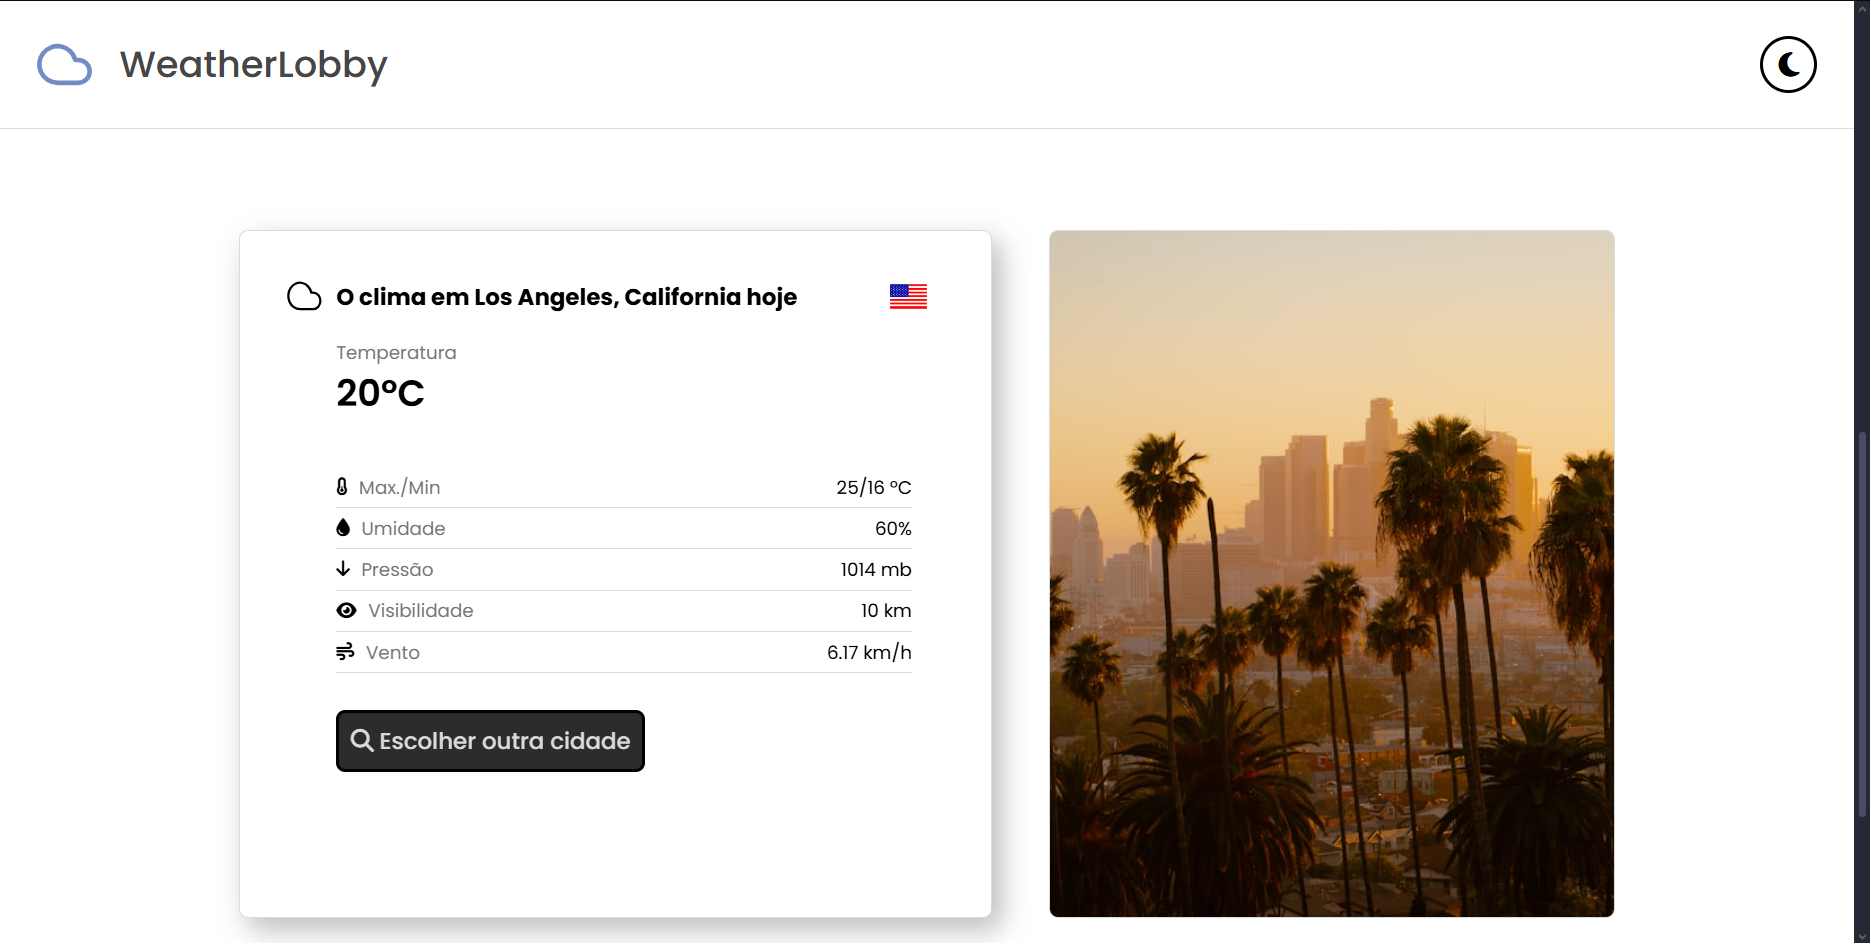 WeatherLobby
O clima em Los Angeles, California hoje
Temperatura
20°C
Max./Min 25/16 °C
Umidade 60%
Pressão 1014 mb
Visibilidade 10 km
Vento 6.17 km/h
Escolher outra cidade